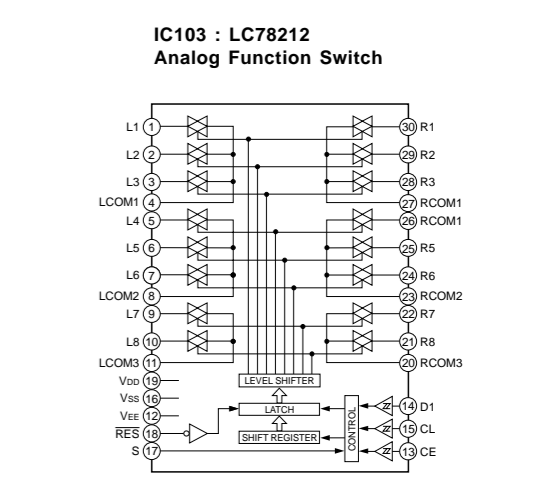 IC103 : LC78212
Analog Function Switch
L1 1 30 R1
L2 2 29 R2
L3 3 28 R3
LCOM1 4 27 RCOM1
L4 5 26 RCOM1
L5 6 25 R5
L6 7 24 R6
LCOM2 8 23 RCOM2
L7 9 22 R7
L8 10 21 R8
LCOM3 11 20 RCOM3
VDD 19 LEVEL SHIFTER
VSS 16 LATCH 14 D1
VEE 12 CONTROL 15 CL
RES 18 SHIFT REGISTER
S 17 13 CE